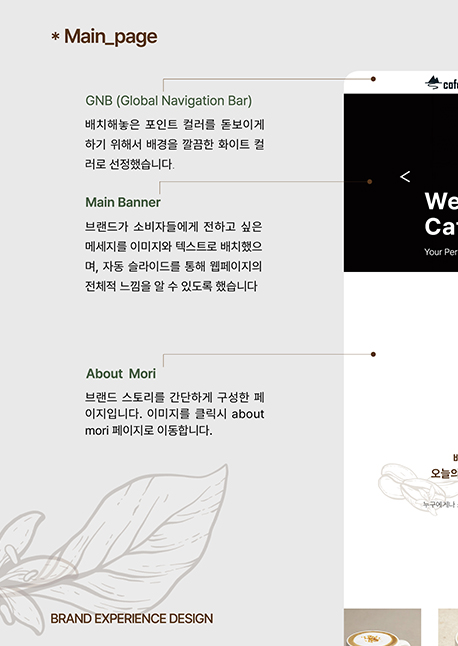 * Main_page
GNB (Global Navigation Bar)
배치해놓은 포인트 컬러를 돋보이게
하기 위해서 배경을 깔끔한 화이트 컬
러로 선정했습니다.
Main Banner
브랜드가 소비자들에게 전하고 싶은
메세지를 이미지와 텍스트로 배치했으
며, 자동 슬라이드를 통해 웹페이지의
전체적 느낌을 알 수 있도록 했습니다
About Mori
브랜드 스토리를 간단하게 구성한 페
이지입니다. 이미지를 클릭시 about
mori 페이지로 이동합니다.
BRAND EXPERIENCE DESIGN
We
Caf
Your Per
오늘의
누구에게나